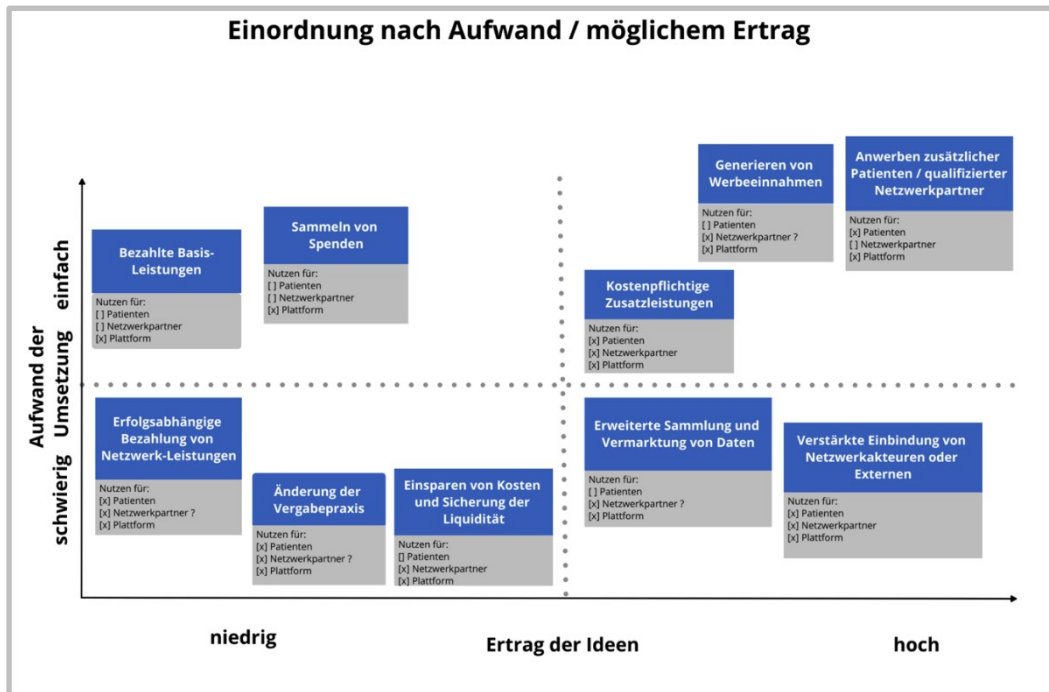 Einordnung nach Aufwand / möglichem Ertrag
Generieren von
Werbeeinnahmen
Nutzen für:
[ ] Patienten
[x] Netzwerkpartner ?
[x] Plattform
Anwerben zusätzlicher
Patienten / qualifizierter
Netzwerkpartner
Nutzen für:
[x] Patienten
[ ] Netzwerkpartner
[x] Plattform
Bezahlte Basis-
Leistungen
Nutzen für:
[ ] Patienten
[ ] Netzwerkpartner
[x] Plattform
Sammeln von
Spenden
Nutzen für:
[ ] Patienten
[ ] Netzwerkpartner
[x] Plattform
Kostenpflichtige
Zusatzleistungen
Nutzen für:
[x] Patienten
[x] Netzwerkpartner
[x] Plattform
Aufwand der
schwierig Umsetzung einfach
Erfolgsabhängige
Bezahlung von
Netzwerk-Leistungen
Nutzen für:
[x] Patienten
[x] Netzwerkpartner ?
[x] Plattform
Änderung der
Vergabepraxis
Nutzen für:
[x] Patienten
[x] Netzwerkpartner ?
[x] Plattform
Einsparen von Kosten
und Sicherung der
Liquidität
Nutzen für:
[] Patienten
[x] Netzwerkpartner
[x] Plattform
Erweiterte Sammlung und
Vermarktung von Daten
Nutzen für:
[ ] Patienten
[x] Netzwerkpartner ?
[x] Plattform
Verstärkte Einbindung von
Netzwerkakteuren oder
Externen
Nutzen für:
[x] Patienten
[x] Netzwerkpartner
[x] Plattform
niedrig Ertrag der Ideen hoch